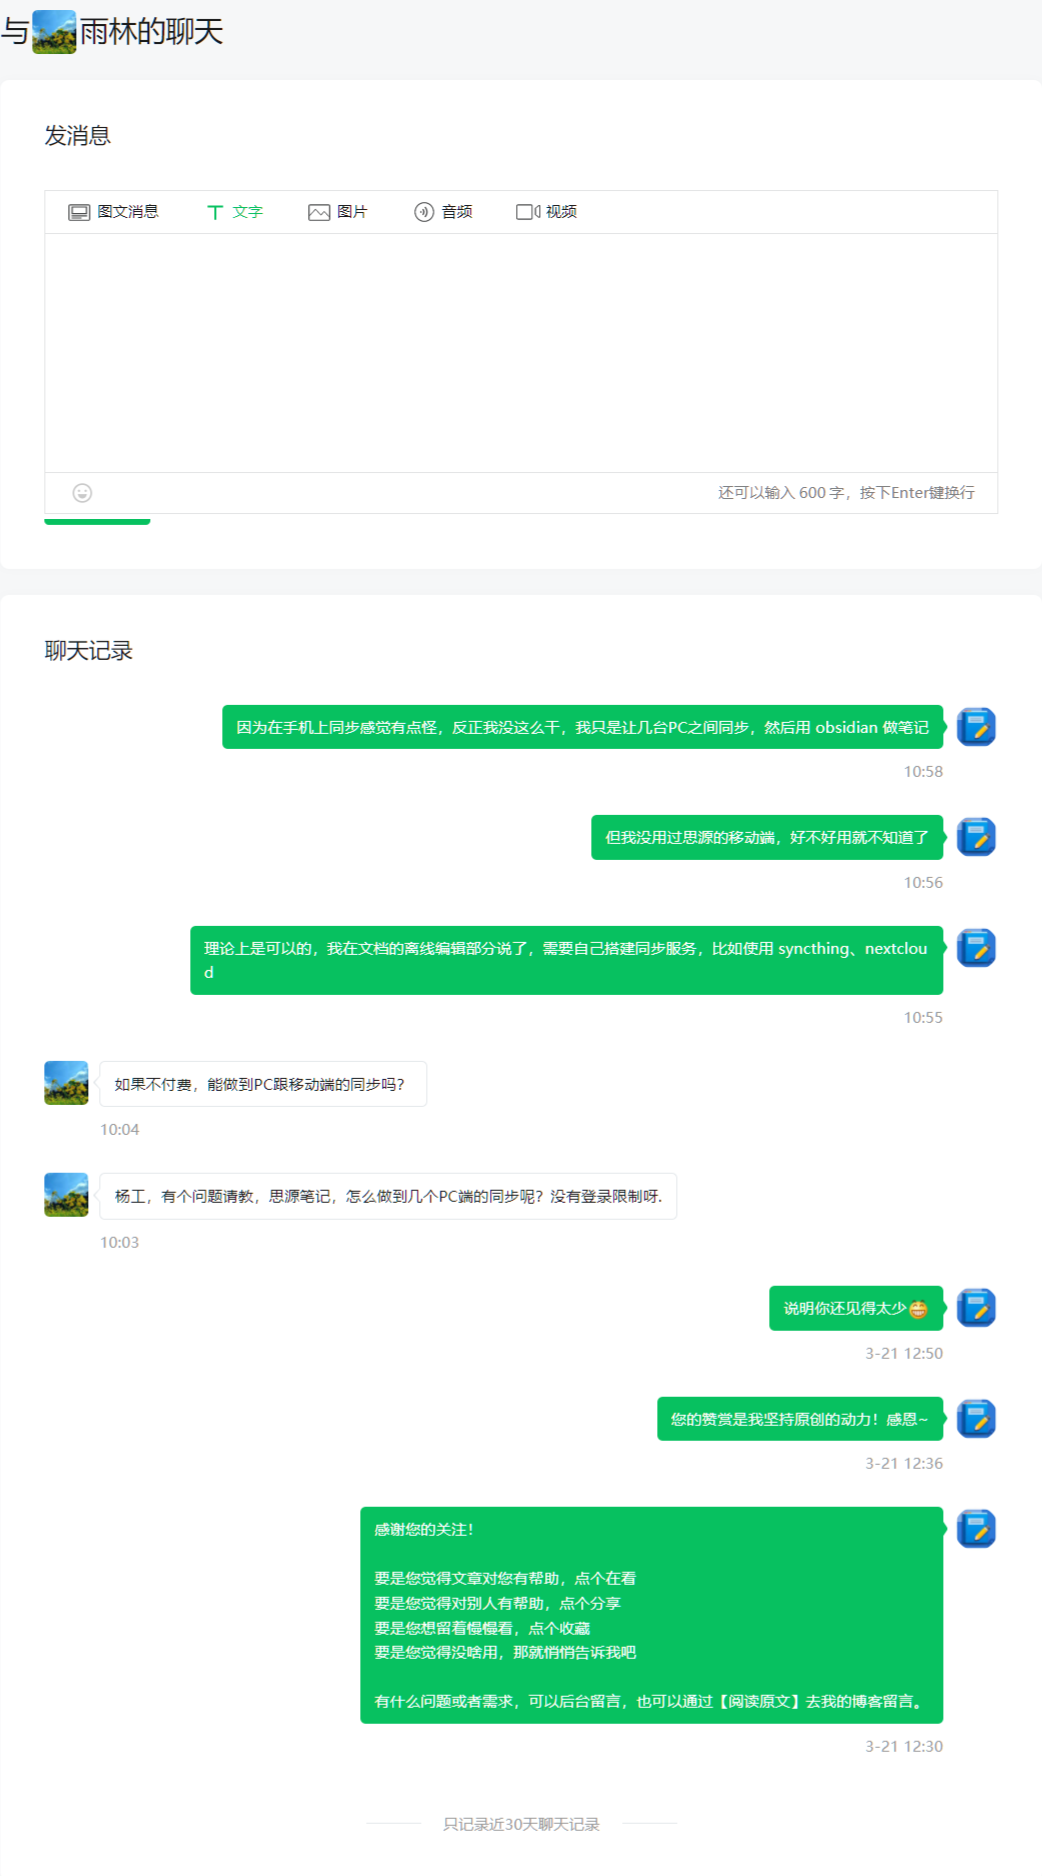 与雨林的聊天
发消息
图文消息 文字 图片 音频 视频
还可以输入 600 字，按下Enter键换行
聊天记录
因为在手机上同步感觉有点怪，反正我没这么干，我只是让几台PC之间同步，然后用 obsidian 做笔记
10:58
但我没用过思源的移动端，好不好用就不知道了
10:56
理论上是可以的，我在文档的离线编辑部分说了，需要自己搭建同步服务，比如使用 syncthing、nextclou
d
10:55
如果不付费，能做到PC跟移动端的同步吗？
10:04
杨工，有个问题请教，思源笔记，怎么做到几个PC端的同步呢？没有登录限制呀.
10:03
说明你还见得太少😁
3-21 12:50
您的赞赏是我坚持原创的动力！感恩~
3-21 12:36
感谢您的关注！
要是您觉得文章对您有帮助，点个在看
要是您觉得对别人有帮助，点个分享
要是您想留着慢慢看，点个收藏
要是您觉得没啥用，那就悄悄告诉我吧
有什么问题或者需求，可以后台留言，也可以通过【阅读原文】去我的博客留言。
3-21 12:30
只记录近30天聊天记录